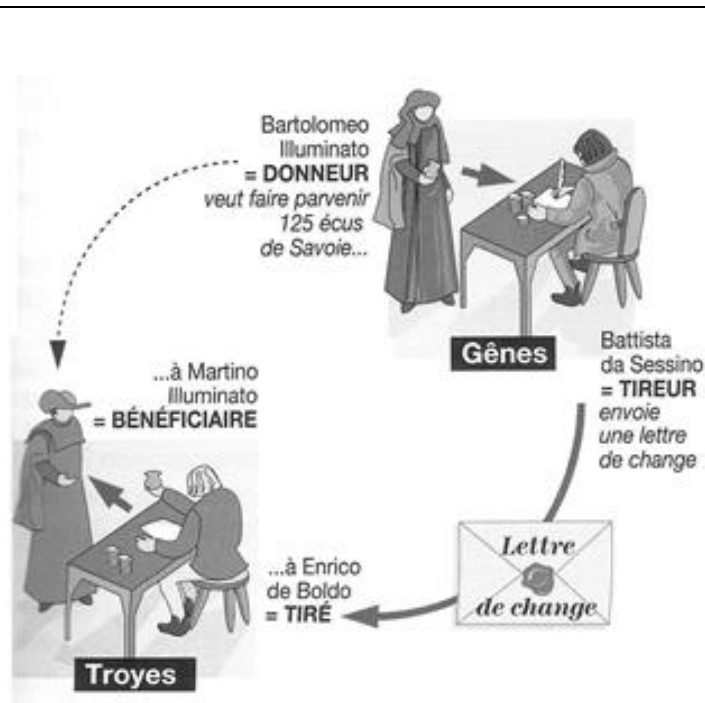 Bartolomeo
Illuminato
= DONNEUR
veut faire parvenir
125 écus
de Savoie...
Gênes
...à Martino
Illuminato
= BÉNÉFICIAIRE
Battista
da Sessino
= TIREUR
envoie
une lettre
de change
Lettre
de change
...à Enrico
de Boldo
= TIRÉ
Troyes